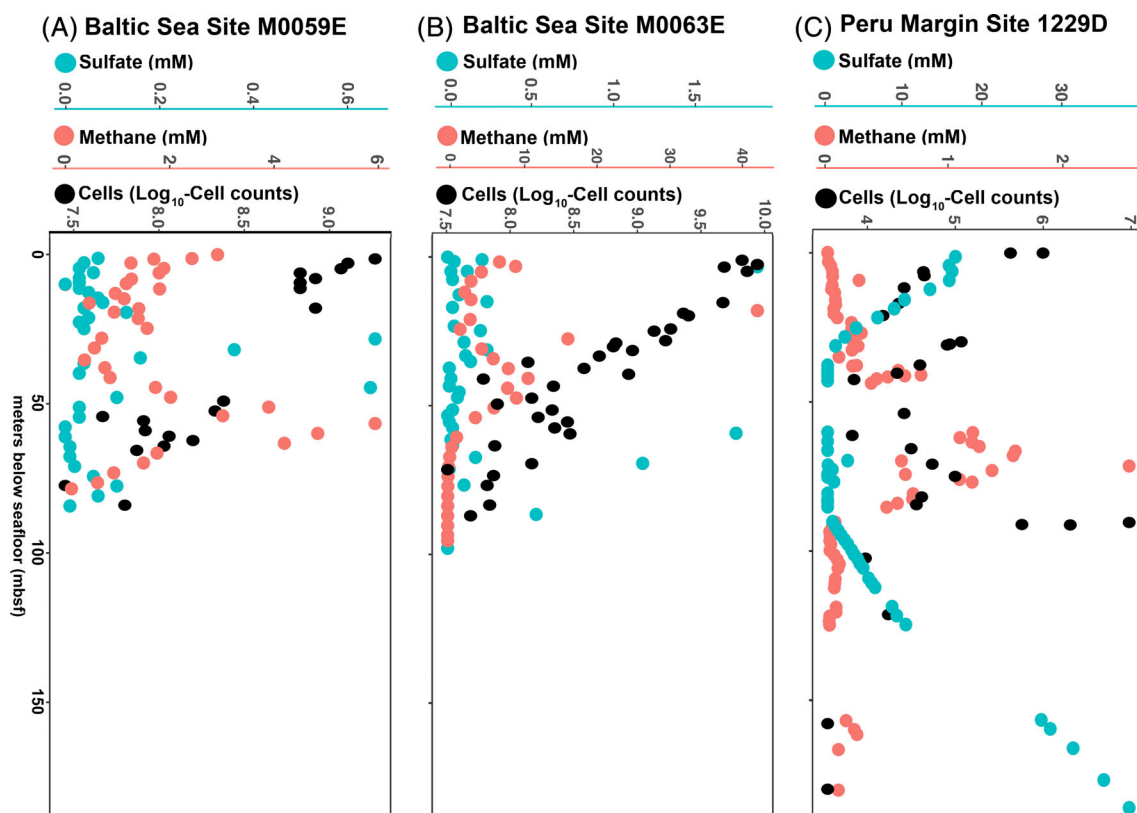 (A) Baltic Sea Site M0059E
Sulfate (mM)
0.0 0.2 0.4 0.6
Methane (mM)
0 2 4 6
Cells (Log10-Cell counts)
7.5 8.0 8.5 9.0
(B) Baltic Sea Site M0063E
Sulfate (mM)
0.0 0.5 1.0 1.5
Methane (mM)
0 10 20 30 40
Cells (Log10-Cell counts)
7.5 8.0 8.5 9.0 9.5 10.0
(C) Peru Margin Site 1229D
Sulfate (mM)
0 10 20 30
Methane (mM)
0 1 2
Cells (Log10-Cell counts)
4 5 6 7
meters below seafloor (mbsf)
0
50
100
150